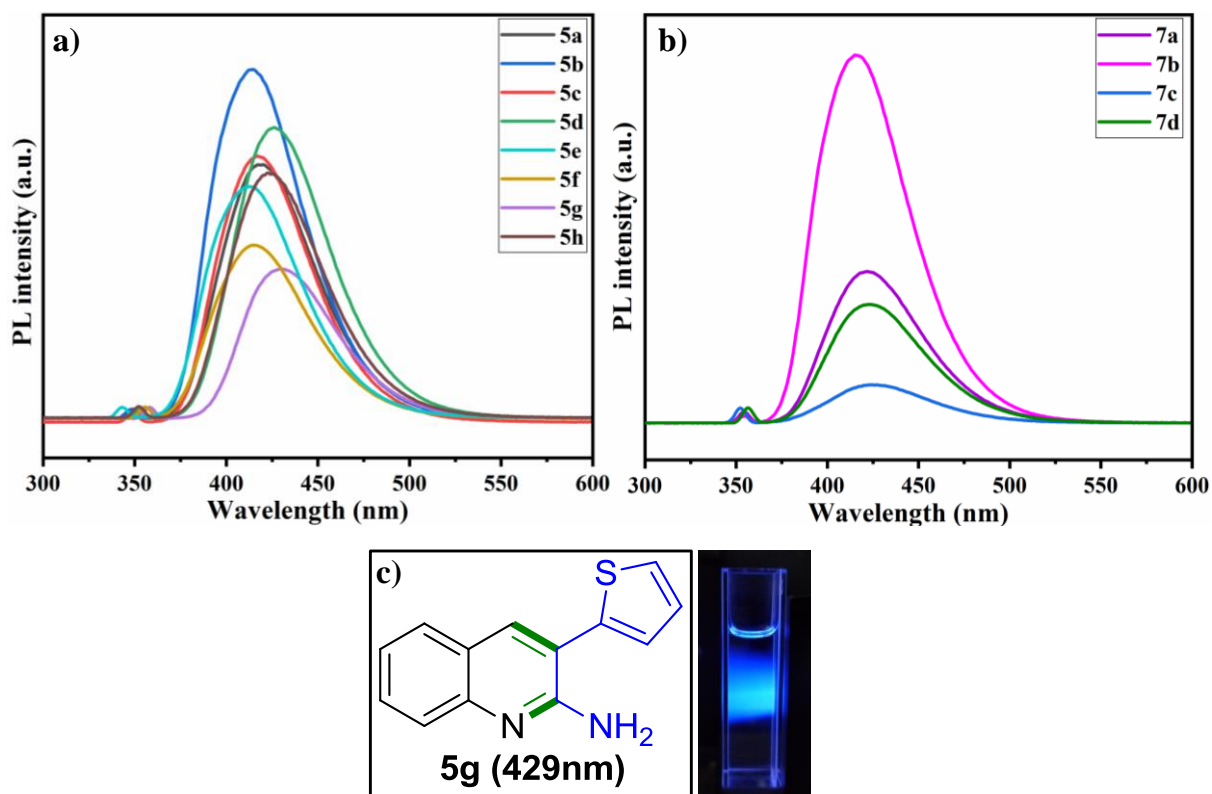 a)
5a
5b
5c
5d
5e
5f
5g
5h
PL intensity (a.u.)
300 350 400 450 500 550 600
Wavelength (nm)
b)
7a
7b
7c
7d
PL intensity (a.u.)
300 350 400 450 500 550 600
Wavelength (nm)
c)
S
N
NH2
5g (429nm)